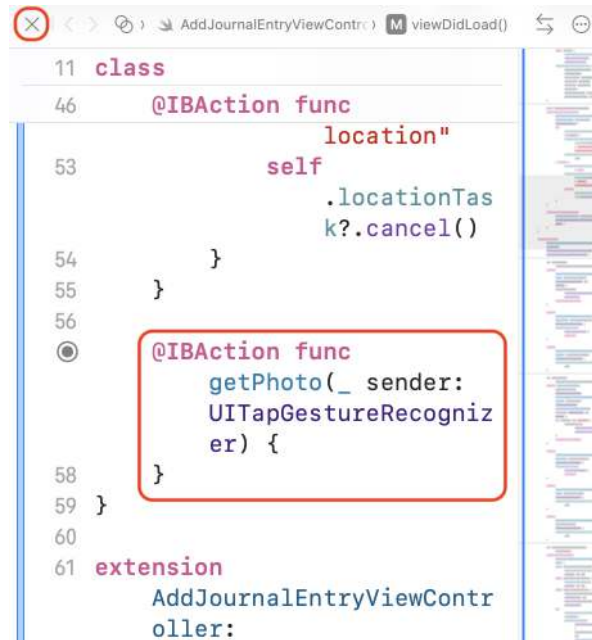 AddJournalEntryViewContr
M viewDidLoad()
11 class
46 @IBAction func
location"
53 self
.locationTas
k?.cancel()
54 }
55 }
56
@IBAction func
getPhoto(_ sender:
UITapGestureRecogniz
er) {
58 }
59 }
60
61 extension
AddJournalEntryViewContr
oller: